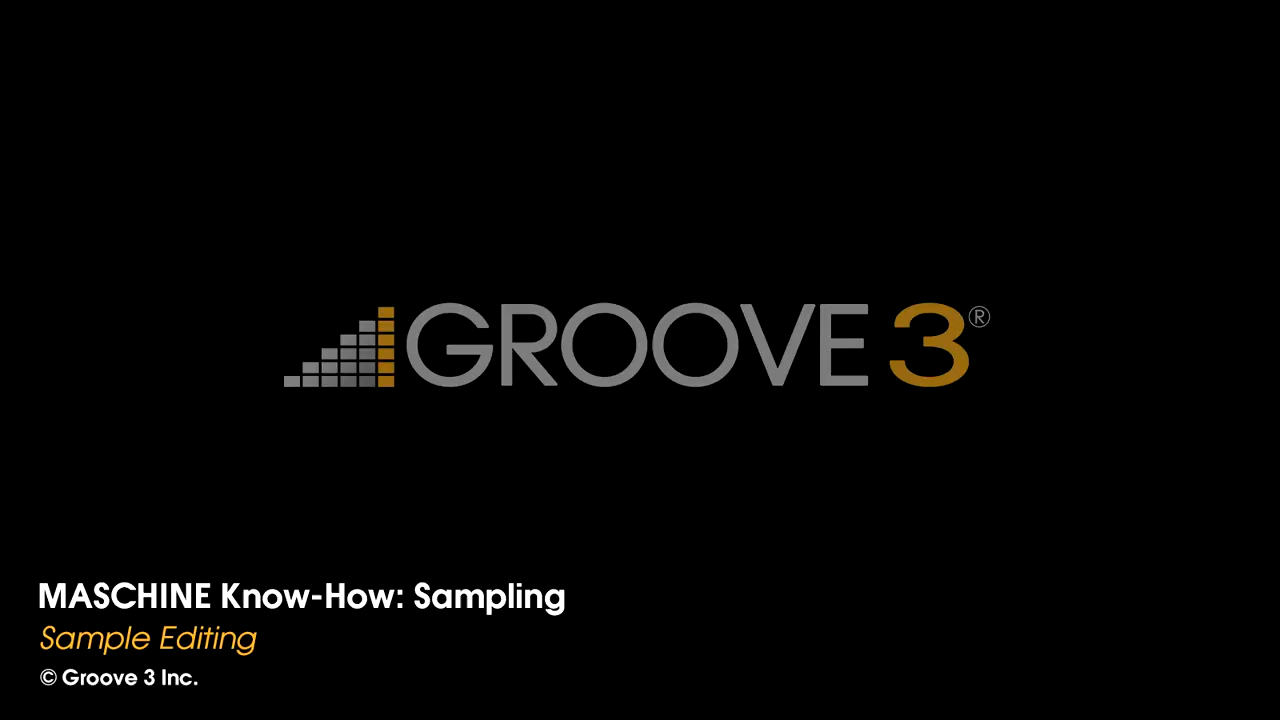 GROOVE 3®
MASCHINE Know-How: Sampling
Sample Editing
© Groove 3 Inc.